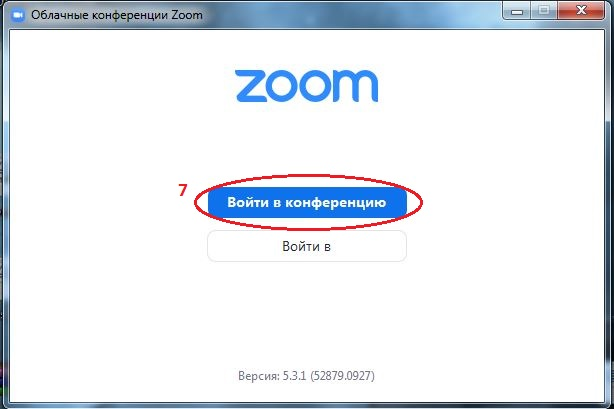 Облачные конференции Zoom
zoom
7
Войти в конференцию
Войти в
Версия: 5.3.1 (52879.0927)